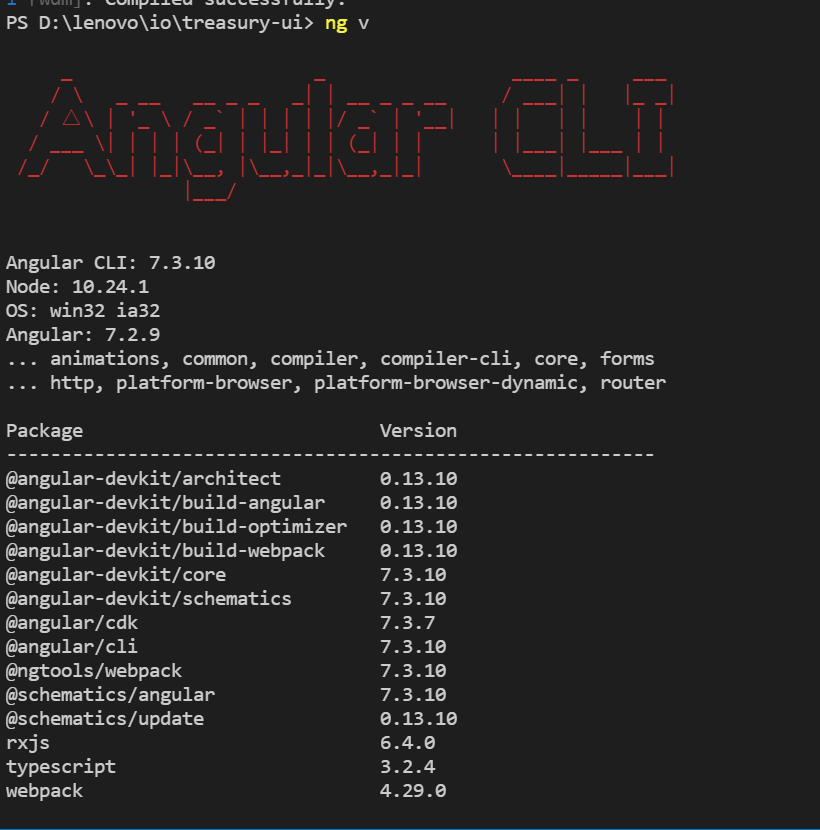 i ｢wdm｣: Compiled successfully.
PS D:\lenovo\io\treasury-ui> ng v
Angular CLI
Angular CLI: 7.3.10
Node: 10.24.1
OS: win32 ia32
Angular: 7.2.9
... animations, common, compiler, compiler-cli, core, forms
... http, platform-browser, platform-browser-dynamic, router
Package Version
-----------------------------------------------------------
@angular-devkit/architect 0.13.10
@angular-devkit/build-angular 0.13.10
@angular-devkit/build-optimizer 0.13.10
@angular-devkit/build-webpack 0.13.10
@angular-devkit/core 7.3.10
@angular-devkit/schematics 7.3.10
@angular/cdk 7.3.7
@angular/cli 7.3.10
@ngtools/webpack 7.3.10
@schematics/angular 7.3.10
@schematics/update 0.13.10
rxjs 6.4.0
typescript 3.2.4
webpack 4.29.0